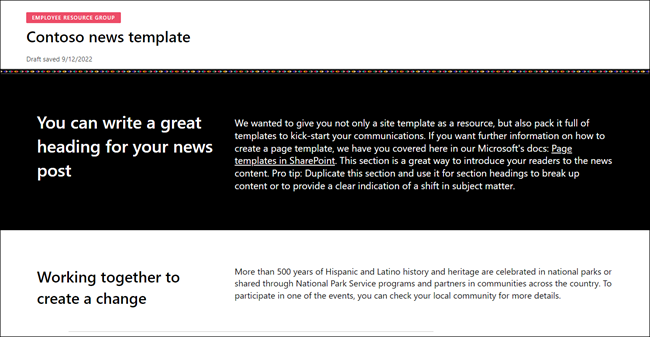 EMPLOYEE RESOURCE GROUP
Contoso news template
Draft saved 9/12/2022
You can write a great
heading for your news
post
We wanted to give you not only a site template as a resource, but also pack it full of
templates to kick-start your communications. If you want further information on how to
create a page template, we have you covered here in our Microsoft's docs: Page
templates in SharePoint. This section is a great way to introduce your readers to the news
content. Pro tip: Duplicate this section and use it for section headings to break up
content or to provide a clear indication of a shift in subject matter.
Working together to
create a change
More than 500 years of Hispanic and Latino history and heritage are celebrated in national parks or
shared through National Park Service programs and partners in communities across the country. To
participate in one of the events, you can check your local community for more details.